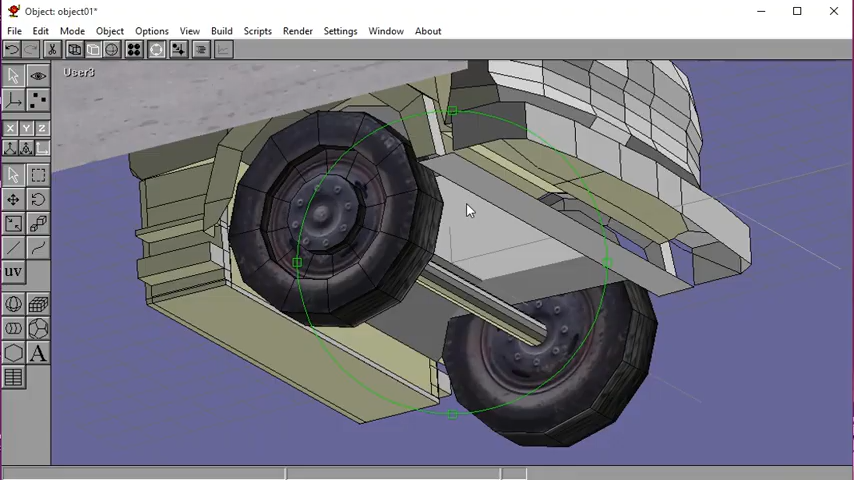 Object: object01*
File Edit Mode Object Options View Build Scripts Render Settings Window About
User3
X Y Z
uv
A